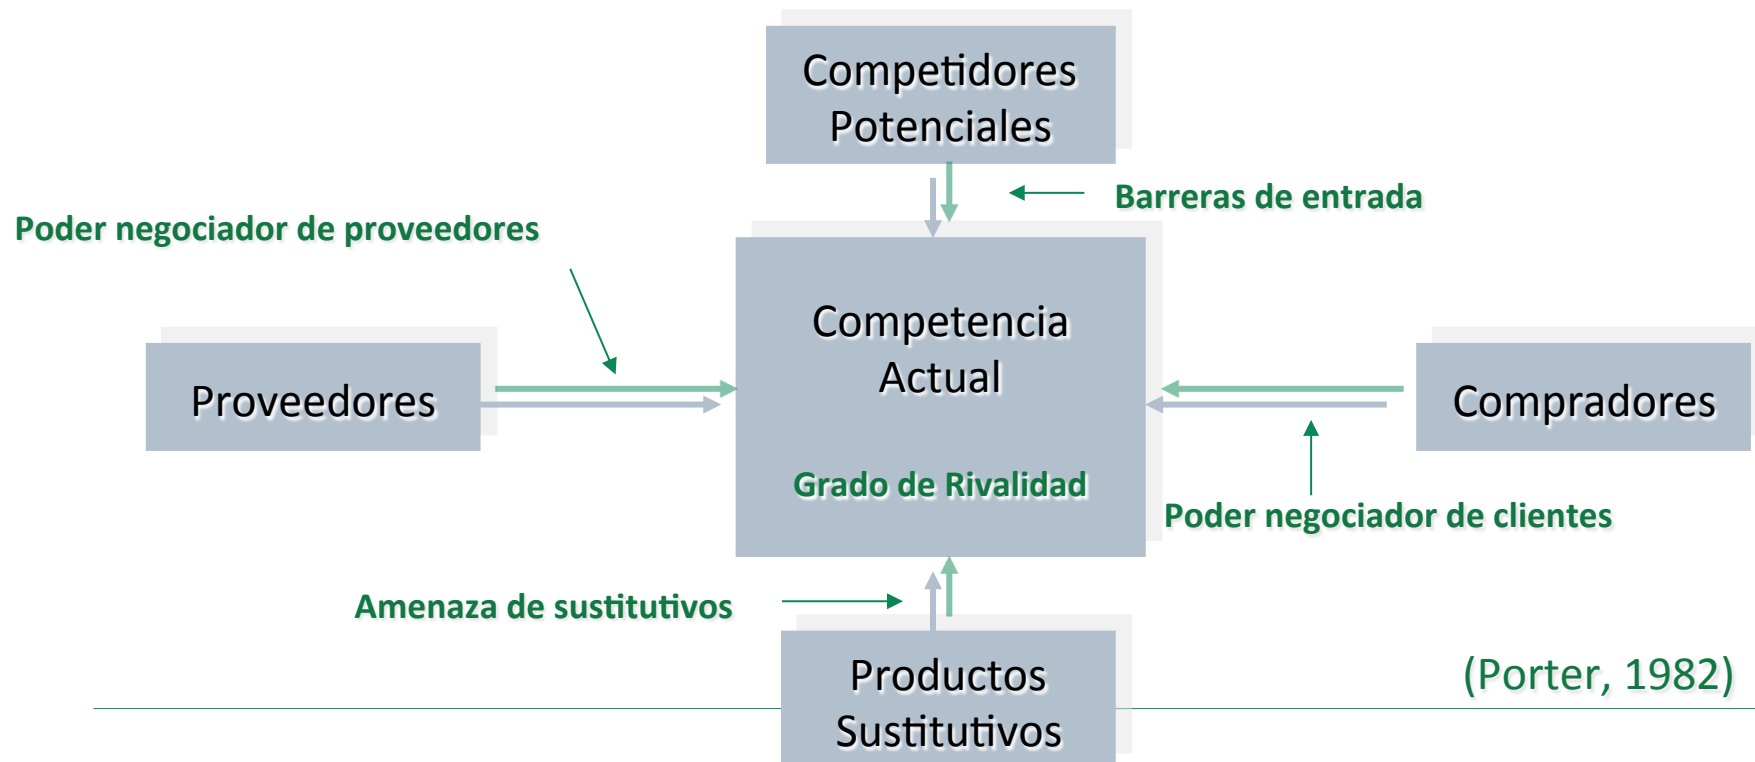 Competidores
Potenciales
Barreras de entrada
Poder negociador de proveedores
Competencia
Actual
Proveedores
Compradores
Grado de Rivalidad
Poder negociador de clientes
Amenaza de sustitutivos
Productos
Sustitutivos
(Porter, 1982)